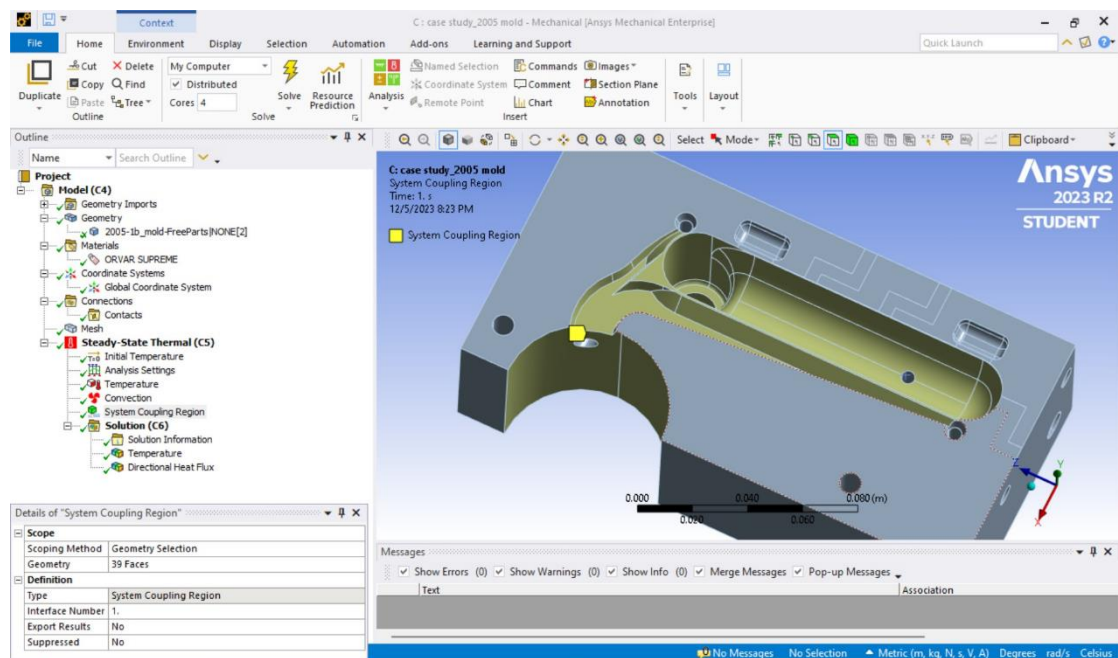 Context
C : case study_2005 mold - Mechanical [Ansys Mechanical Enterprise]
File Home Environment Display Selection Automation Add-ons Learning and Support Quick Launch
Duplicate
Cut
Copy
Paste
Delete
Find
Tree
Outline
My Computer
Distributed
Cores 4
Solve
Resource Prediction
Solve
Analysis
Named Selection
Coordinate System
Remote Point
Commands
Comment
Chart
Images
Section Plane
Annotation
Insert
Tools
Layout
Outline
Name Search Outline
Project
Model (C4)
Geometry Imports
Geometry
2005-1b_mold-FreeParts|NONE[2]
Materials
ORVAR SUPREME
Coordinate Systems
Global Coordinate System
Connections
Contacts
Mesh
Steady-State Thermal (C5)
Initial Temperature
Analysis Settings
Temperature
Convection
System Coupling Region
Solution (C6)
Solution Information
Temperature
Directional Heat Flux
Details of "System Coupling Region"
Scope
Scoping Method Geometry Selection
Geometry 39 Faces
Definition
Type System Coupling Region
Interface Number 1.
Export Results No
Suppressed No
Select Mode Clipboard
C: case study_2005 mold
System Coupling Region
Time: 1. s
12/5/2023 8:23 PM
System Coupling Region
Ansys
2023 R2
STUDENT
0.000 0.040 0.080 (m)
0.020 0.060
Z Y X
Messages
Show Errors (0) Show Warnings (0) Show Info (0) Merge Messages Pop-up Messages
Text Association
No Messages No Selection Metric (m, kg, N, s, V, A) Degrees rad/s Celsius